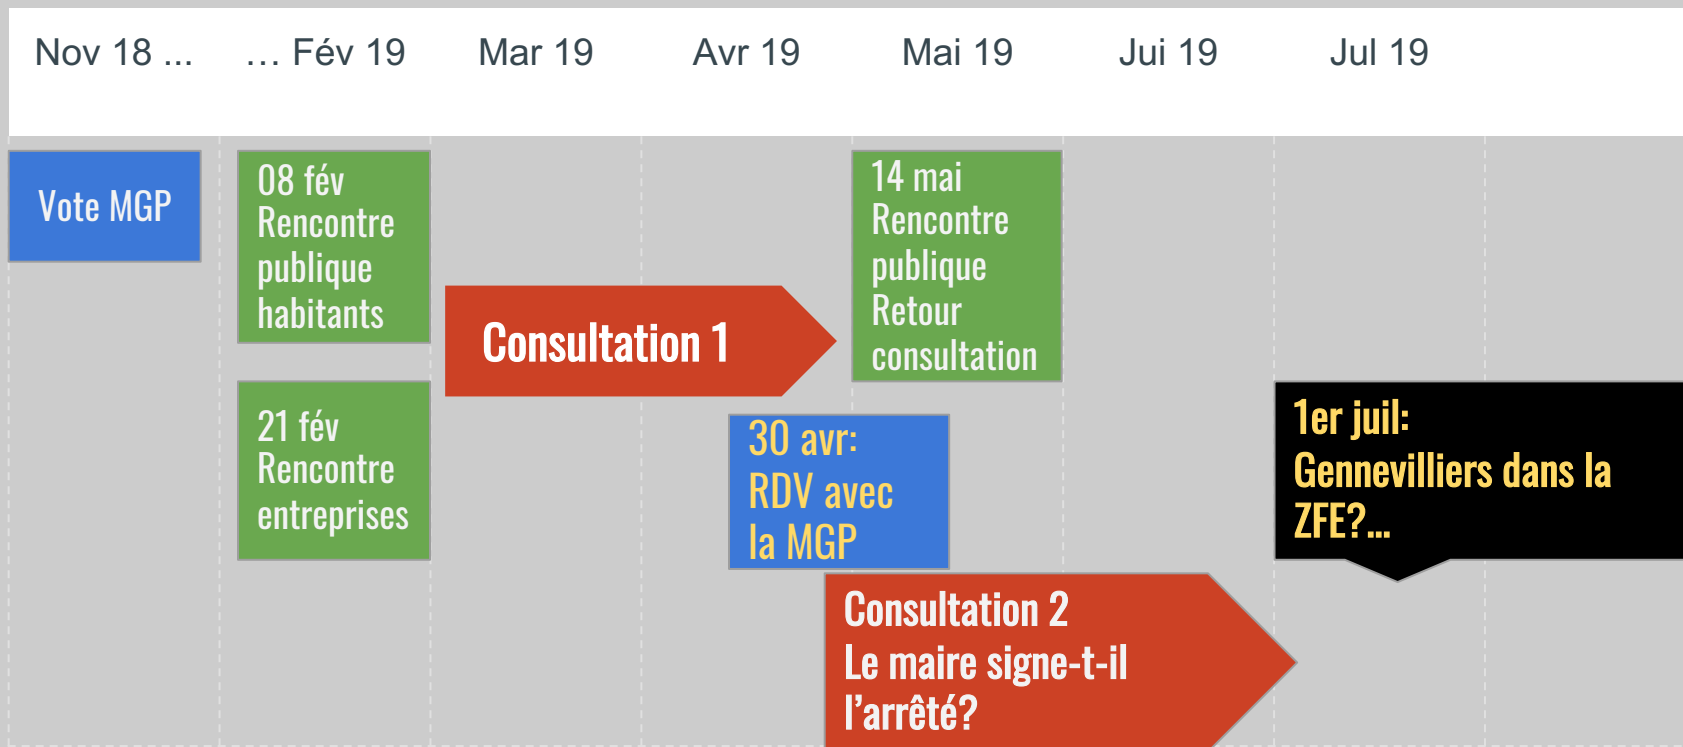 Nov 18 ...
... Fév 19
Mar 19
Avr 19
Mai 19
Jui 19
Jul 19
Vote MGP
08 fév
Rencontre
publique
habitants
21 fév
Rencontre
entreprises
Consultation 1
14 mai
Rencontre
publique
Retour
consultation
30 avr:
RDV avec
la MGP
Consultation 2
Le maire signe-t-il
l’arrêté?
1er juil:
Gennevilliers dans la
ZFE?...